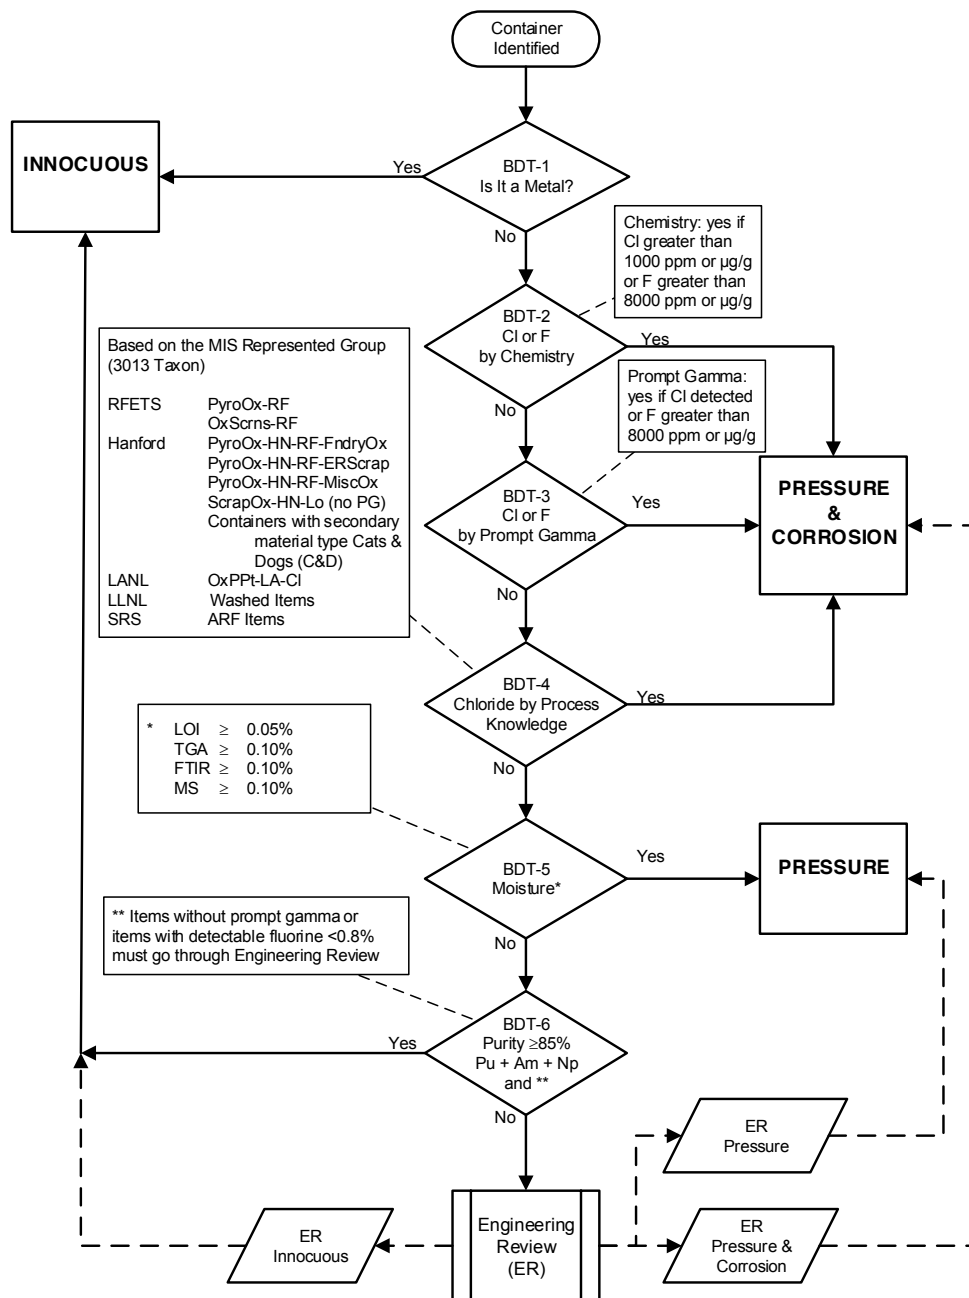 Container
Identified
BDT-1
Is It a Metal?
Yes
INNOCUOUS
No
Chemistry: yes if
Cl greater than
1000 ppm or µg/g
or F greater than
8000 ppm or µg/g
BDT-2
Cl or F
by Chemistry
Yes
No
Based on the MIS Represented Group
(3013 Taxon)
RFETS PyroOx-RF
OxScrns-RF
Hanford PyroOx-HN-RF-FndryOx
PyroOx-HN-RF-ERScrap
PyroOx-HN-RF-MiscOx
ScrapOx-HN-Lo (no PG)
Containers with secondary
material type Cats &
Dogs (C&D)
LANL OxPPt-LA-Cl
LLNL Washed Items
SRS ARF Items
Prompt Gamma:
yes if Cl detected
or F greater than
8000 ppm or µg/g
BDT-3
Cl or F
by Prompt Gamma
Yes
PRESSURE
&
CORROSION
No
BDT-4
Chloride by Process
Knowledge
Yes
No
* LOI ≥ 0.05%
TGA ≥ 0.10%
FTIR ≥ 0.10%
MS ≥ 0.10%
BDT-5
Moisture*
Yes
PRESSURE
No
** Items without prompt gamma or
items with detectable fluorine <0.8%
must go through Engineering Review
BDT-6
Purity ≥85%
Pu + Am + Np
and **
Yes
No
ER
Pressure
ER
Innocuous
Engineering
Review
(ER)
ER
Pressure &
Corrosion